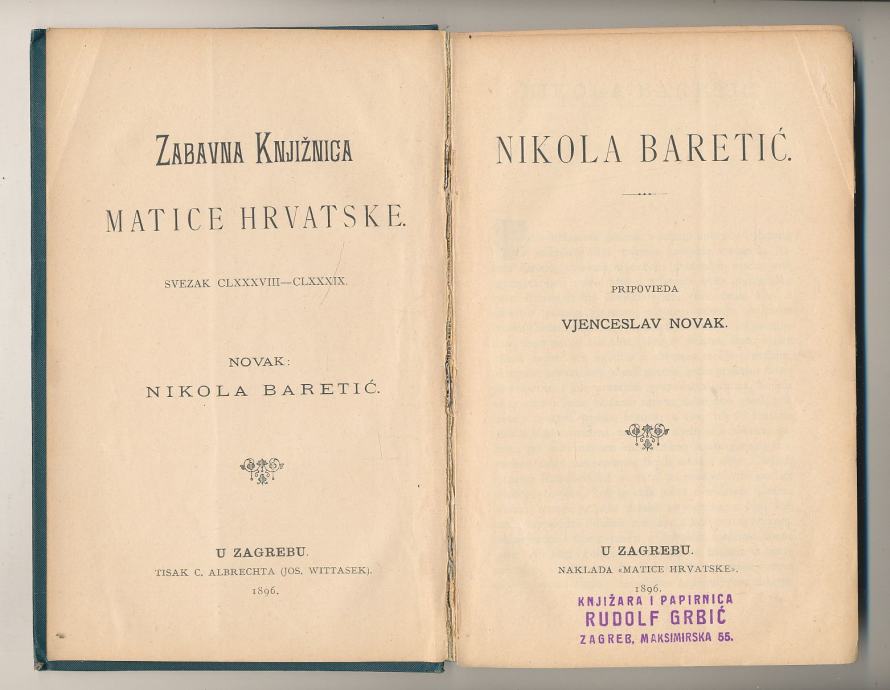 ZABAVNA KNJIŽNICA
MATICE HRVATSKE.
SVEZAK CLXXXVIII—CLXXXIX.
NOVAK:
NIKOLA BARETIĆ.
U ZAGREBU.
TISAK C. ALBRECHTA (JOS. WITTASEK).
1896.
NIKOLA BARETIĆ.
PRIPOVIEDA
VJENCESLAV NOVAK.
U ZAGREBU.
NAKLADA «MATICE HRVATSKE».
1896.
KNJIŽARA I PAPIRNICA
RUDOLF GRBIĆ
ZAGREB, MAKSIMIRSKA 55.